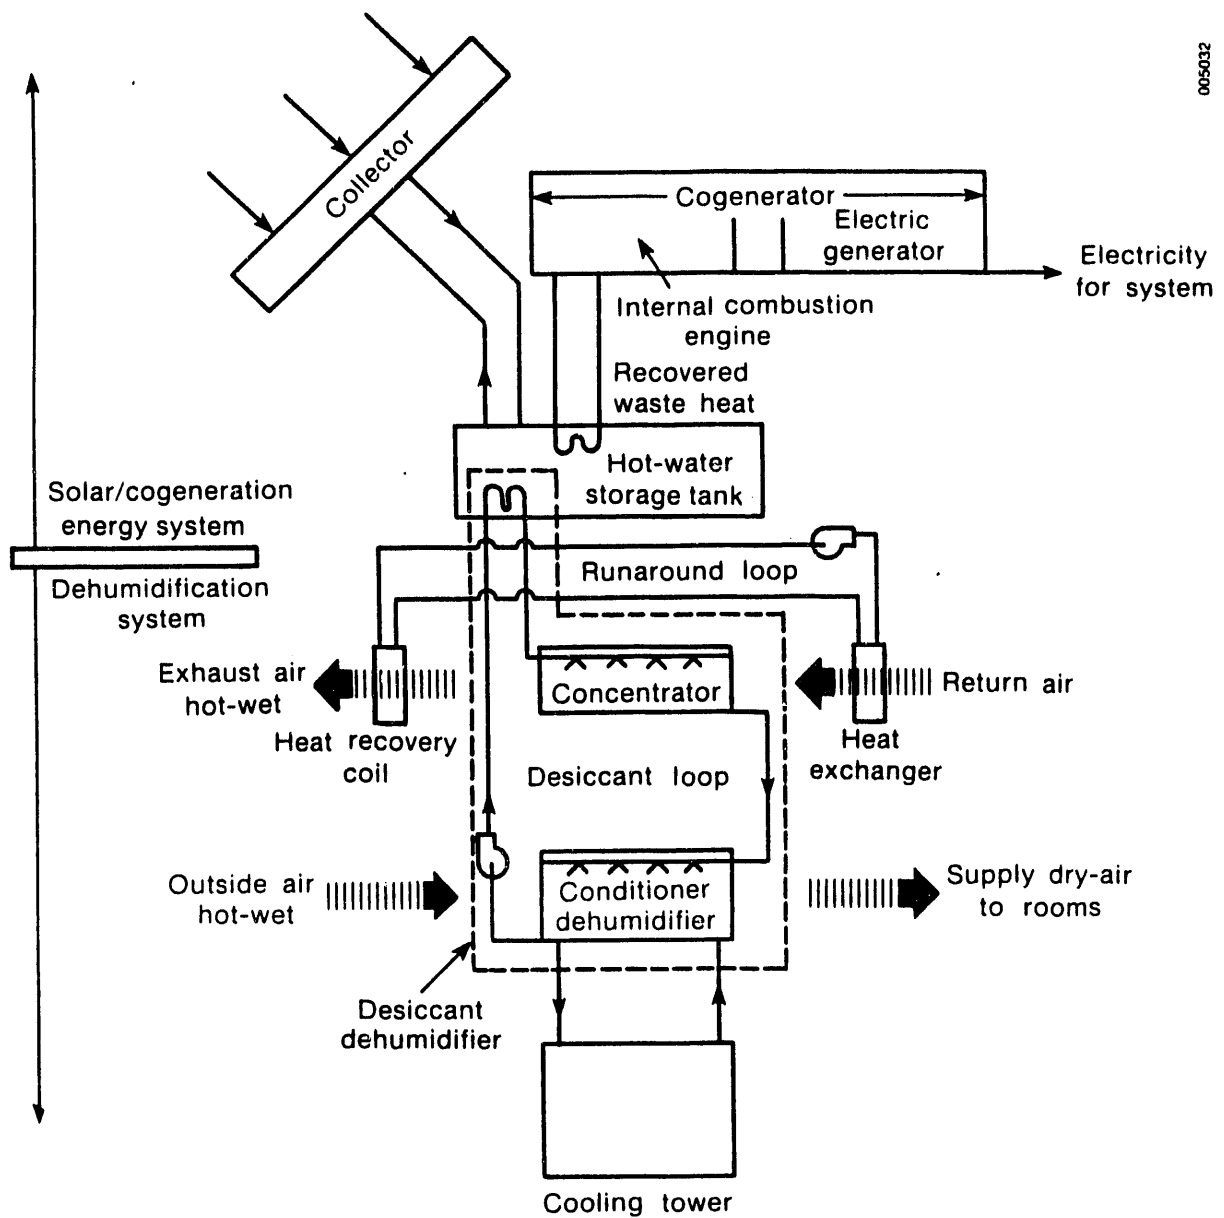 005032
Collector
Cogenerator
Electric
generator
Electricity
for system
Internal combustion
engine
Recovered
waste heat
Hot-water
storage tank
Solar/cogeneration
energy system
Dehumidification
system
Runaround loop
Exhaust air
hot-wet
Concentrator
Return air
Heat recovery
coil
Heat
exchanger
Desiccant loop
Outside air
hot-wet
Conditioner
dehumidifier
Supply dry-air
to rooms
Desiccant
dehumidifier
Cooling tower